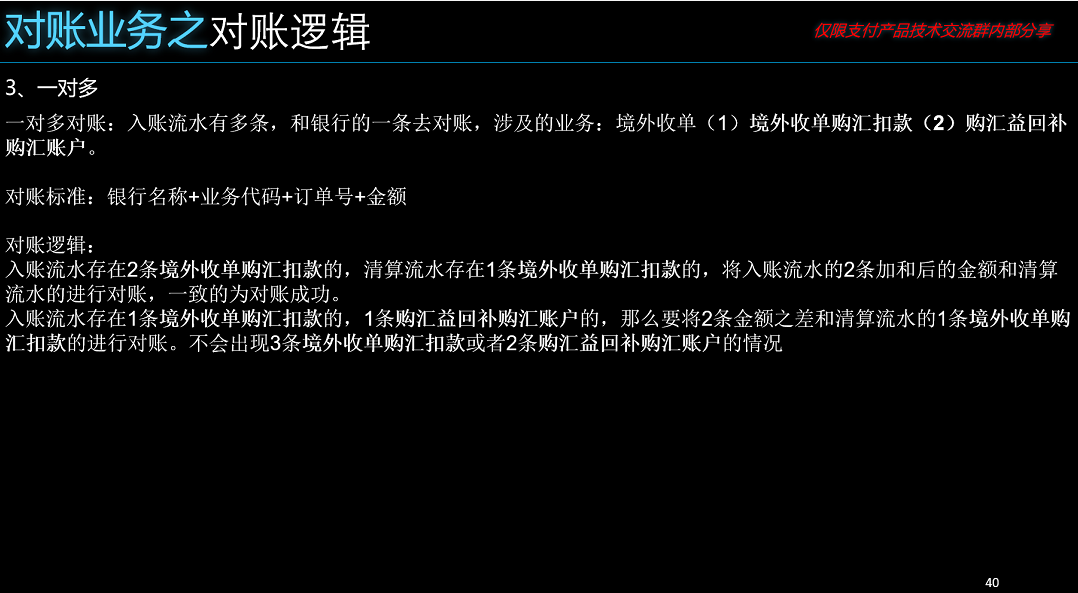 对账业务之对账逻辑
仅限支付产品技术交流群内部分享
3、一对多
一对多对账：入账流水有多条，和银行的一条去对账，涉及的业务：境外收单（1）境外收单购汇扣款（2）购汇益回补
购汇账户。
对账标准：银行名称+业务代码+订单号+金额
对账逻辑：
入账流水存在2条境外收单购汇扣款的，清算流水存在1条境外收单购汇扣款的，将入账流水的2条加和后的金额和清算
流水的进行对账，一致的为对账成功。
入账流水存在1条境外收单购汇扣款的，1条购汇益回补购汇账户的，那么要将2条金额之差和清算流水的1条境外收单购
汇扣款的进行对账。不会出现3条境外收单购汇扣款或者2条购汇益回补购汇账户的情况
40